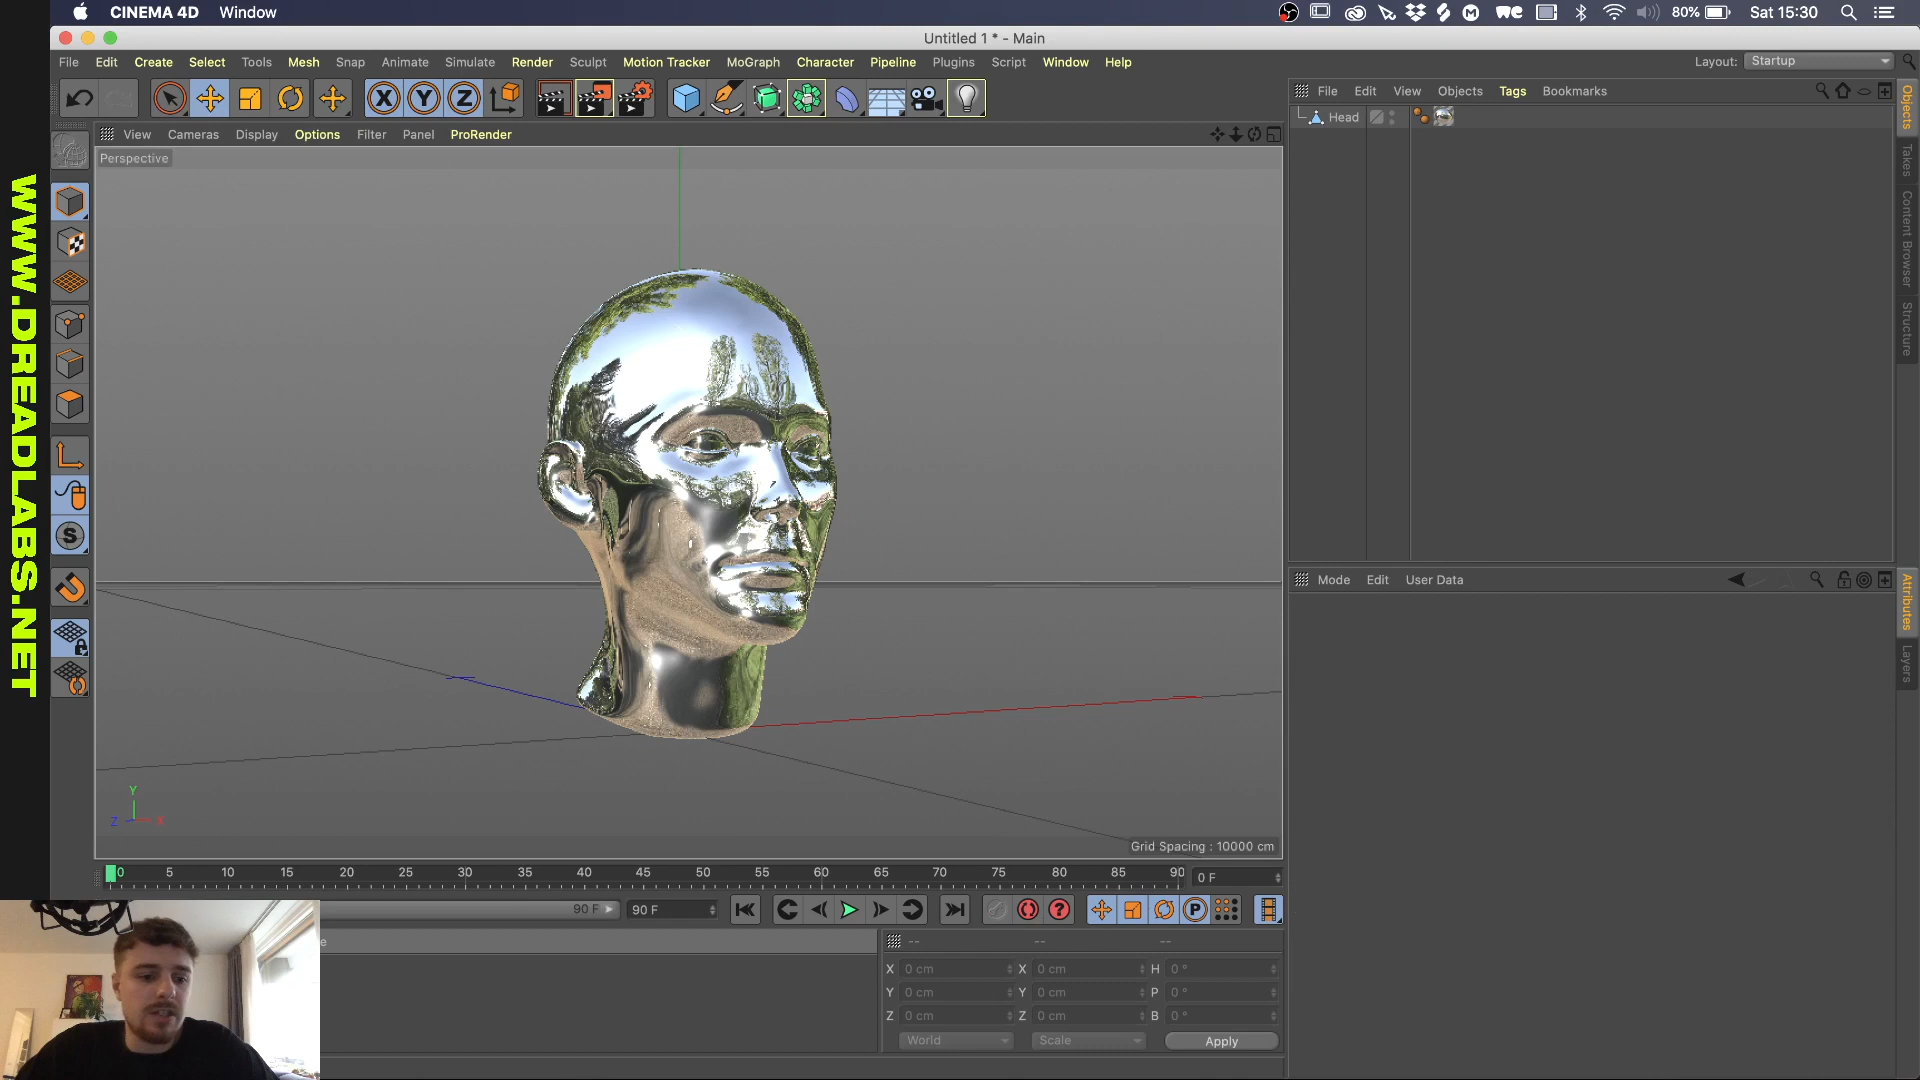 CINEMA 4D Window
80% Sat 15:30
Untitled 1 * - Main
File Edit Create Select Tools Mesh Snap Animate Simulate Render Sculpt Motion Tracker MoGraph Character Pipeline Plugins Script Window Help
Layout: Startup
X Y Z
File Edit View Objects Tags Bookmarks
View Cameras Display Options Filter Panel ProRender
Head
Perspective
Objects
Takes
Content Browser
Structure
WWW.DREADLABS.NET
S
Mode Edit User Data
Attributes
Layers
Y
Z X
Grid Spacing : 10000 cm
0 5 10 15 20 25 30 35 40 45 50 55 60 65 70 75 80 85 90
0 F
90 F 90 F
P
e
-- -- --
X 0 cm X 0 cm H 0 °
Y 0 cm Y 0 cm P 0 °
Z 0 cm Z 0 cm B 0 °
World Scale Apply